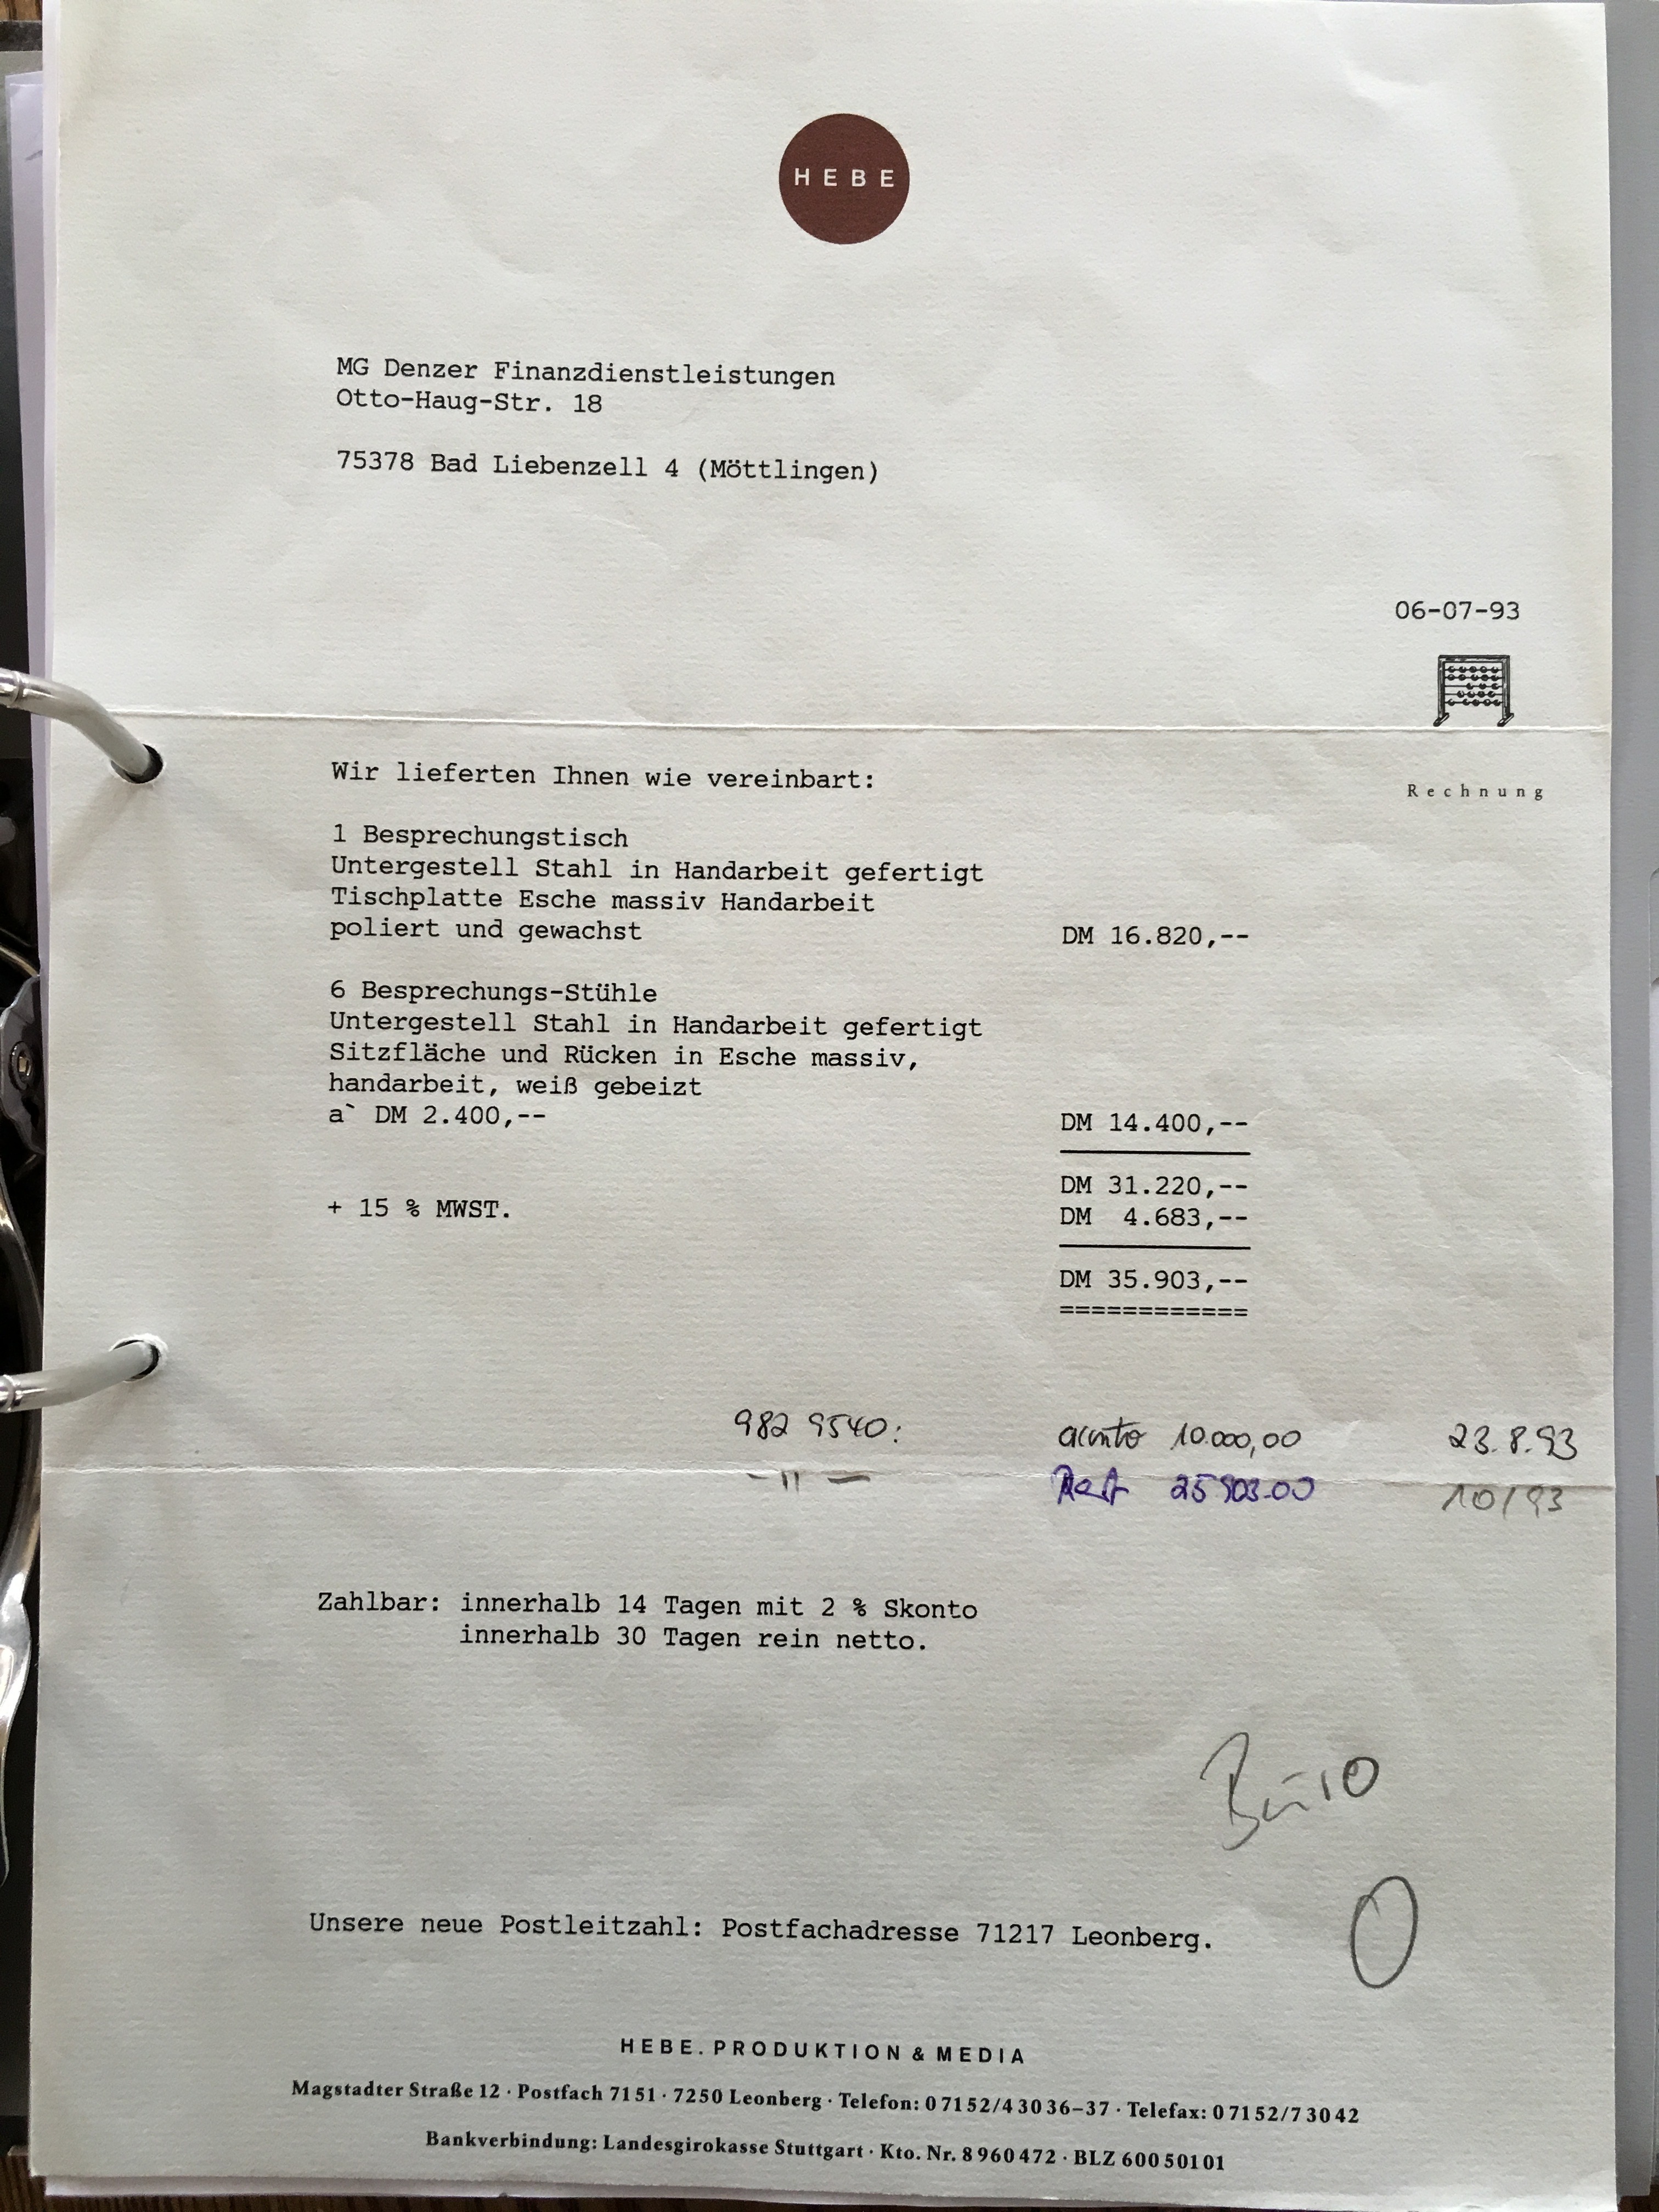 HEBE
MG Denzer Finanzdienstleistungen
Otto-Haug-Str. 18
75378 Bad Liebenzell 4 (Möttlingen)
06-07-93
Rechnung
Wir lieferten Ihnen wie vereinbart:
1 Besprechungstisch
Untergestell Stahl in Handarbeit gefertigt
Tischplatte Esche massiv Handarbeit
poliert und gewachst DM 16.820,--
6 Besprechungs-Stühle
Untergestell Stahl in Handarbeit gefertigt
Sitzfläche und Rücken in Esche massiv,
handarbeit, weiß gebeizt
a` DM 2.400,-- DM 14.400,--
DM 31.220,--
+ 15 % MWST. DM 4.683,--
DM 35.903,--
============
982 9540: aconto 10.000,00 23.8.93
-"- Rest 25903.00 10/93
Zahlbar: innerhalb 14 Tagen mit 2 % Skonto
innerhalb 30 Tagen rein netto.
Büro
0
Unsere neue Postleitzahl: Postfachadresse 71217 Leonberg.
HEBE. PRODUKTION & MEDIA
Magstadter Straße 12 · Postfach 7151 · 7250 Leonberg · Telefon: 07152/43036–37 · Telefax: 07152/73042
Bankverbindung: Landesgirokasse Stuttgart · Kto. Nr. 8960472 · BLZ 60050101